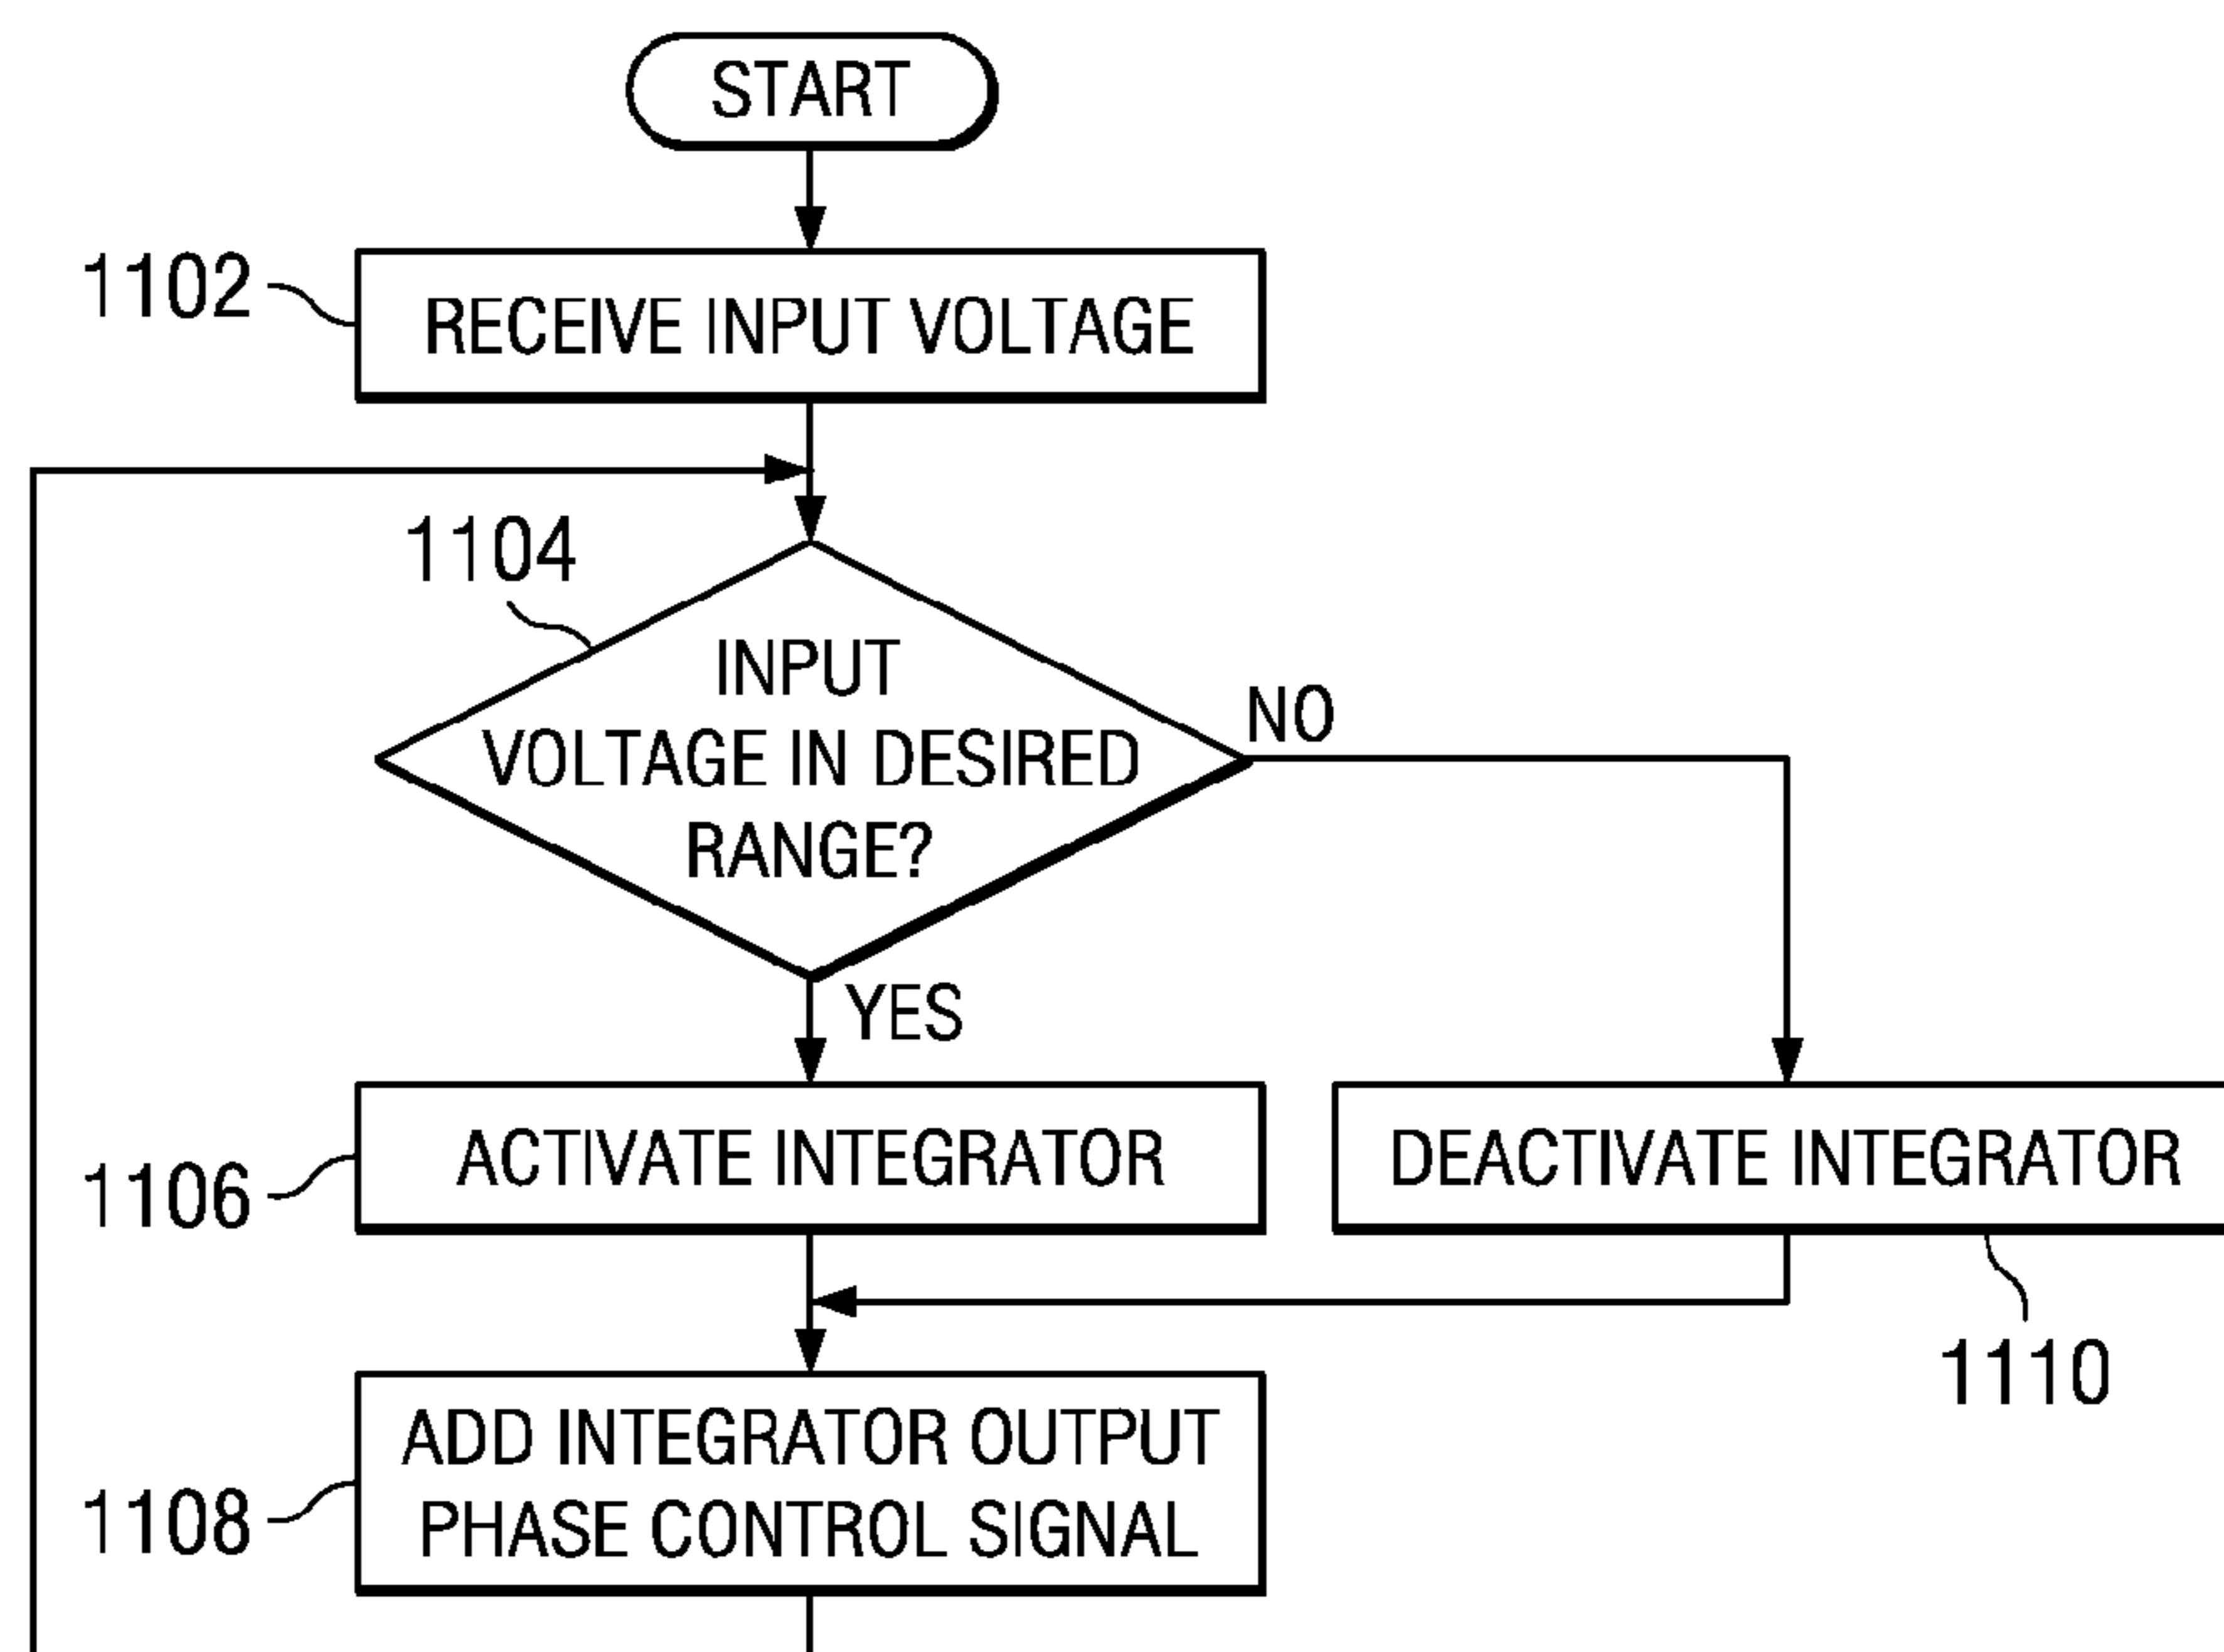 START
1102
RECEIVE INPUT VOLTAGE
1104
INPUT
VOLTAGE IN DESIRED
RANGE?
NO
YES
1106
ACTIVATE INTEGRATOR
DEACTIVATE INTEGRATOR
1110
1108
ADD INTEGRATOR OUTPUT
PHASE CONTROL SIGNAL